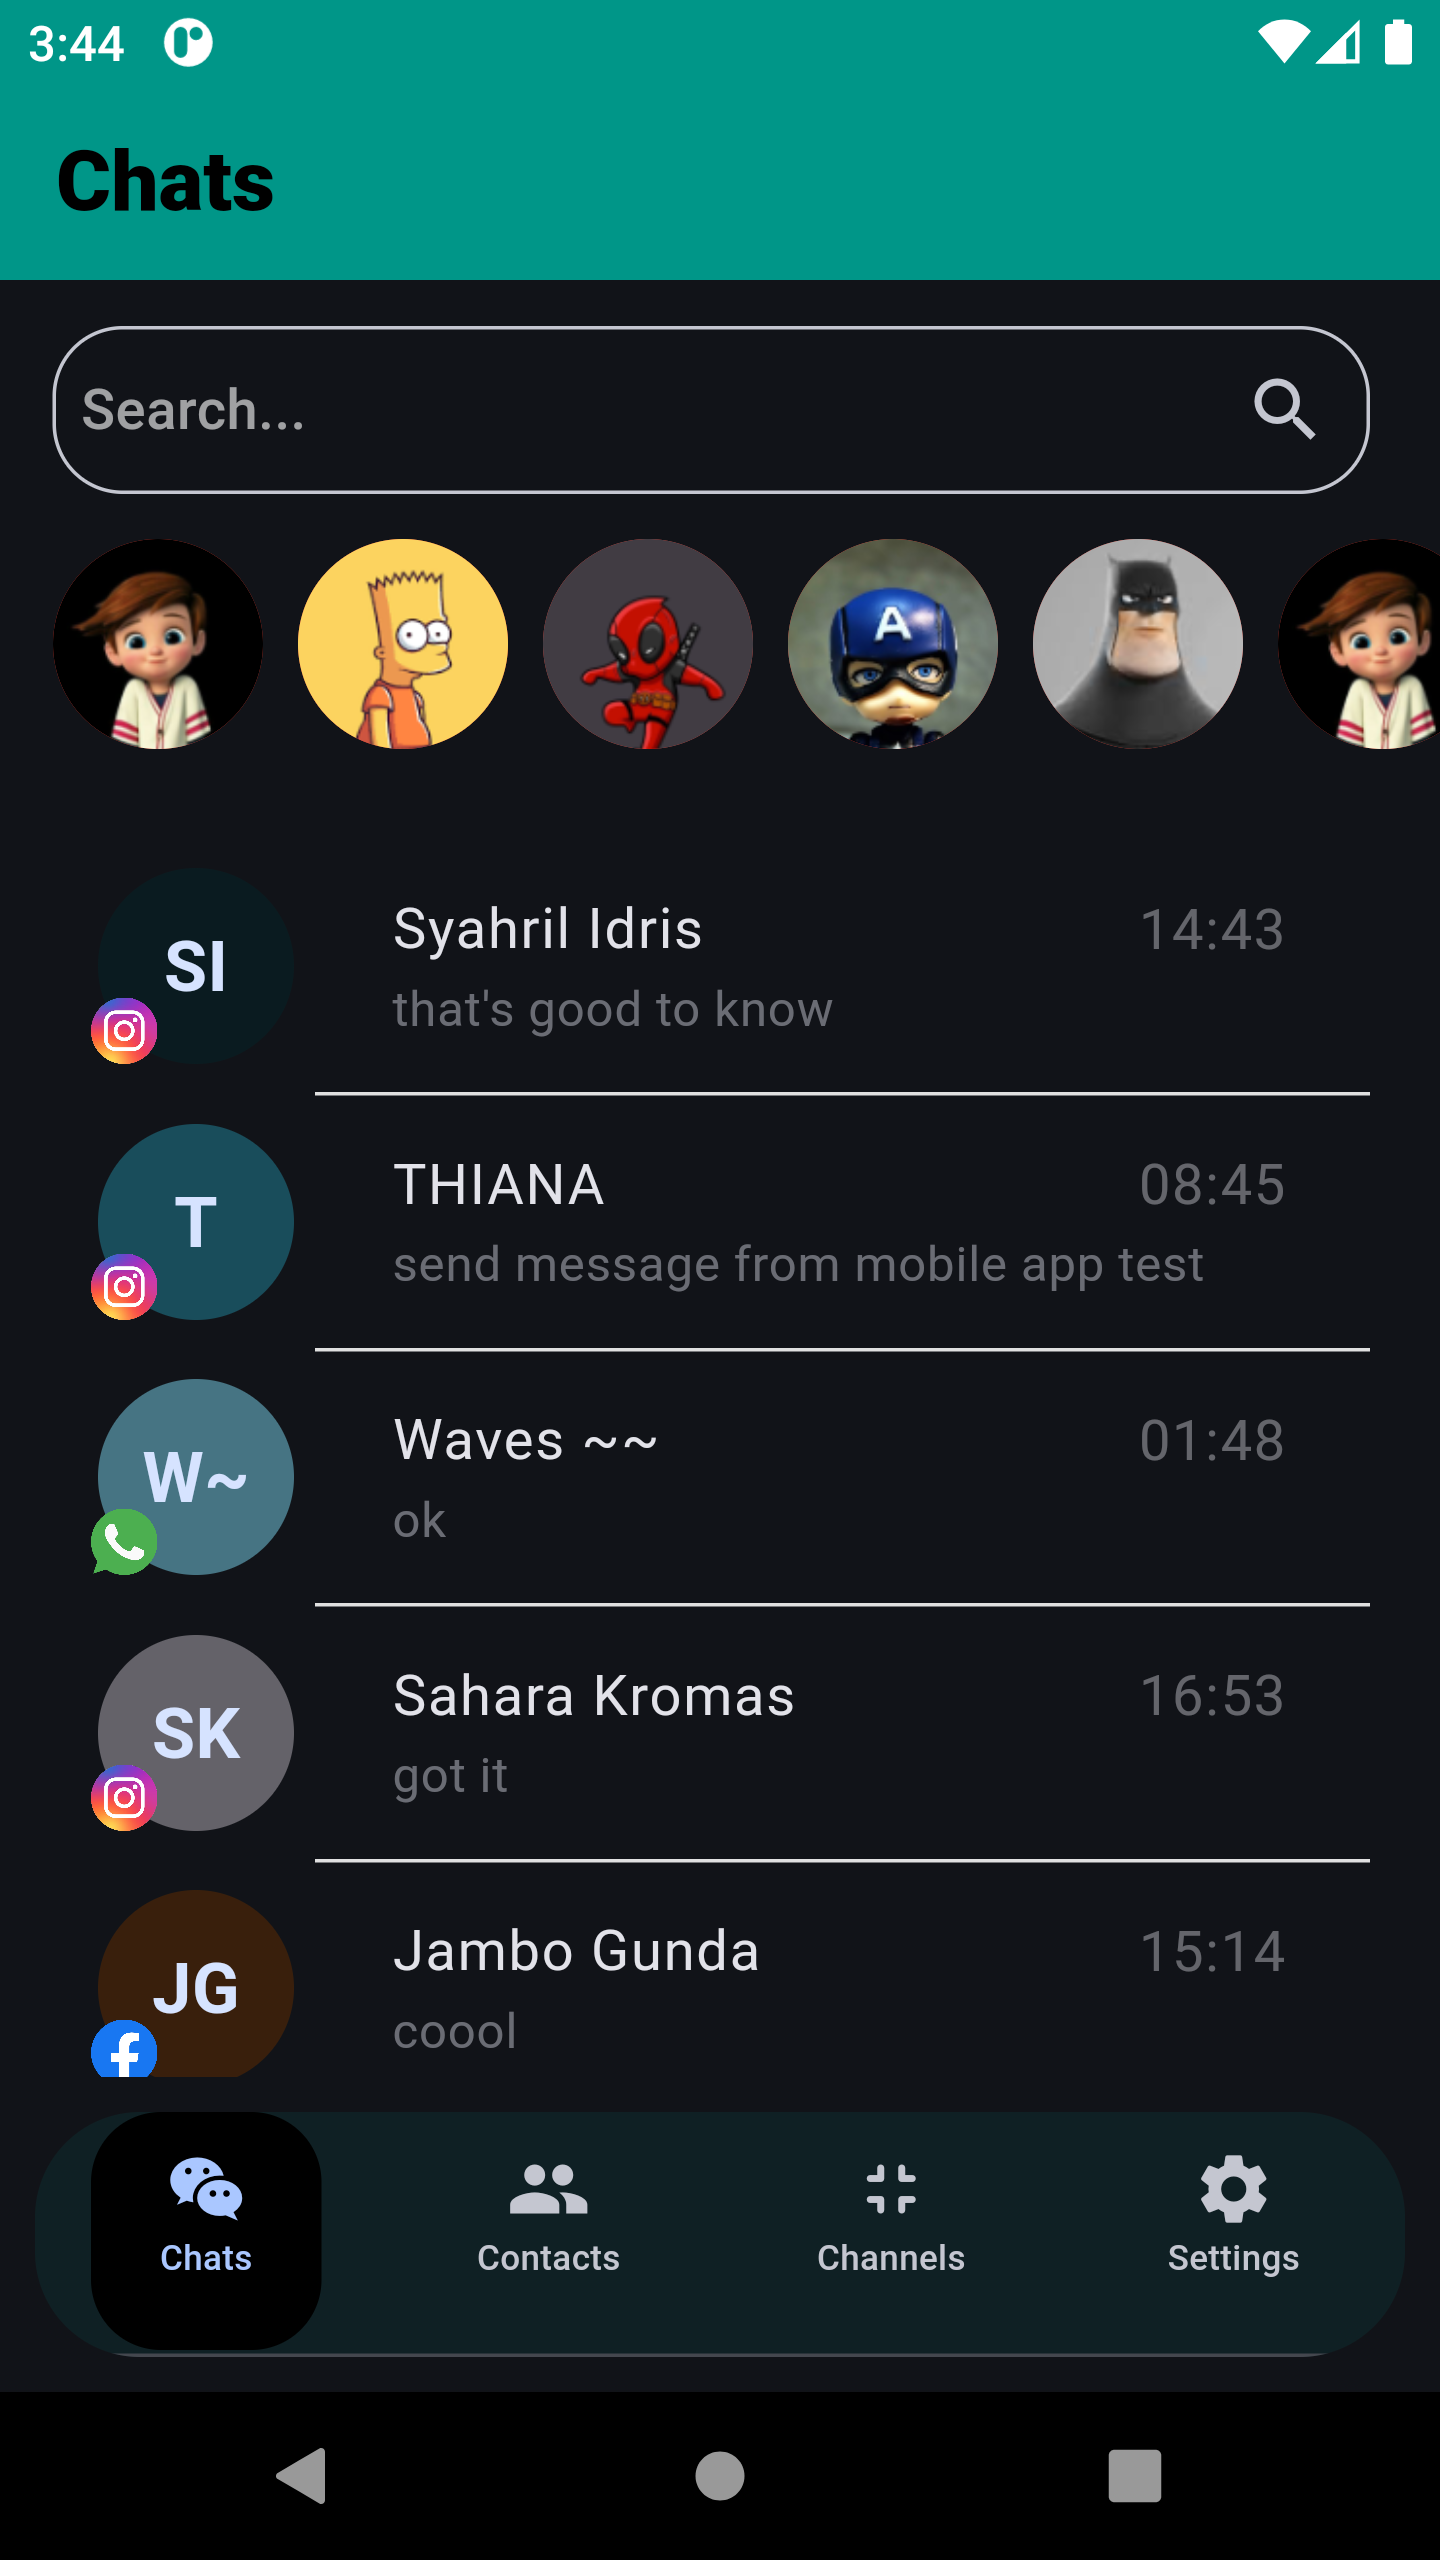 3:44
Chats
Search...
A
SI
Syahril Idris
14:43
that's good to know
T
THIANA
08:45
send message from mobile app test
W~
Waves ~~
01:48
ok
SK
Sahara Kromas
16:53
got it
JG
Jambo Gunda
15:14
coool
Chats
Contacts
Channels
Settings